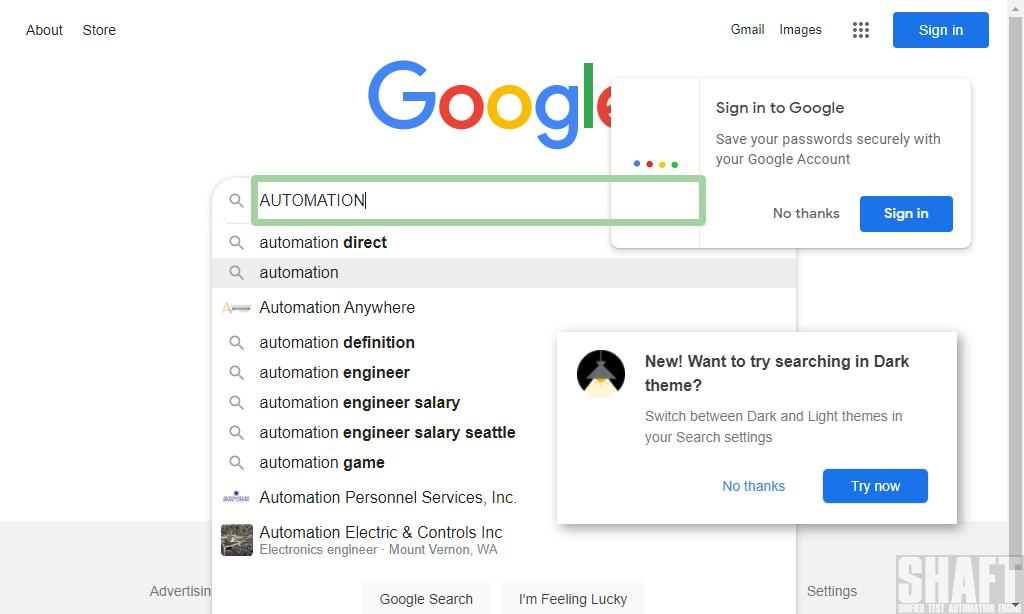 About Store
Gmail Images
Sign in
Google
Sign in to Google
Save your passwords securely with
your Google Account
No thanks Sign in
AUTOMATION
automation direct
automation
Automation Anywhere
automation definition
automation engineer
automation engineer salary
automation engineer salary seattle
automation game
Automation Personnel Services, Inc.
Automation Electric & Controls Inc
Electronics engineer · Mount Vernon, WA
New! Want to try searching in Dark
theme?
Switch between Dark and Light themes in
your Search settings
No thanks Try now
Advertisin
Settings
Google Search I'm Feeling Lucky
SHAFT
UNIFIED TEST AUTOMATION